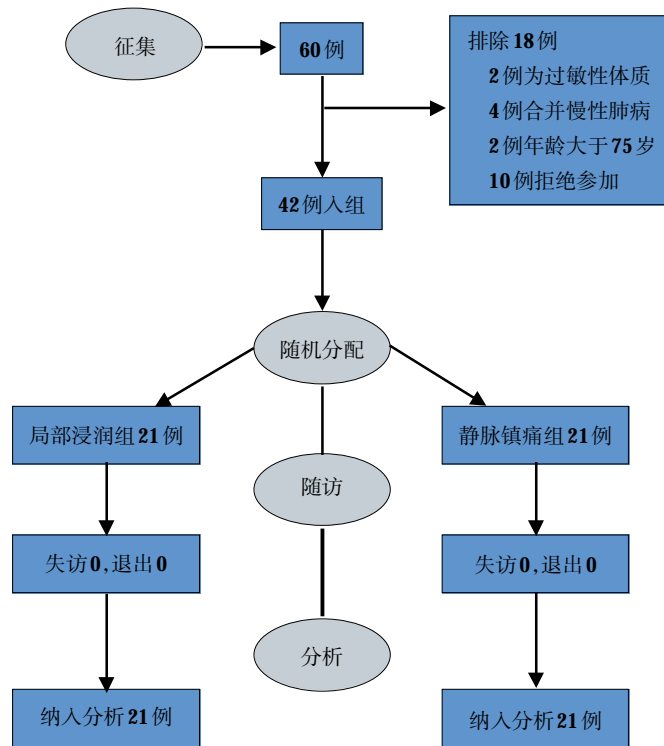 征集
60例
排除18例
2例为过敏性体质
4例合并慢性肺病
2例年龄大于75岁
10例拒绝参加
42例入组
随机分配
局部浸润组21例
静脉镇痛组21例
随访
失访0,退出0
失访0,退出0
分析
纳入分析21例
纳入分析21例